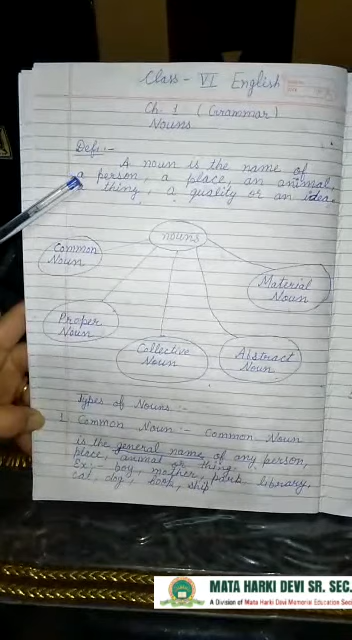 Class - VI English
Ch. 1 (Grammar)
Nouns
Def:-
A noun is the name of
a person, a place, an animal,
thing, a quality or an idea.
nouns
Common
Noun
Material
Noun
Proper
Noun
Collective
Noun
Abstract
Noun
Types of Nouns :-
1. Common Noun :- Common Noun
is the general name of any person,
place, animal or thing.
Ex:- boy, mother, park library,
cat, dog, book, ship
MATA HARKI DEVI SR. SEC.
A Division of Mata Harki Devi Memorial Education Soci